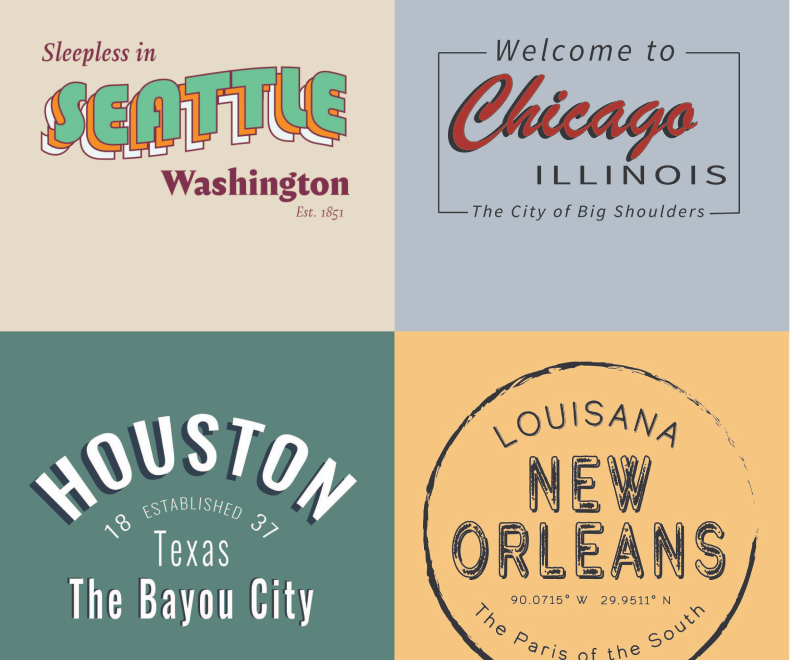 Sleepless in
SEATTLE
Washington
Est. 1851
Welcome to
Chicago
ILLINOIS
The City of Big Shoulders
HOUSTON
18 ESTABLISHED 37
Texas
The Bayou City
LOUISANA
NEW
ORLEANS
90.0715° W 29.9511° N
The Paris of the South